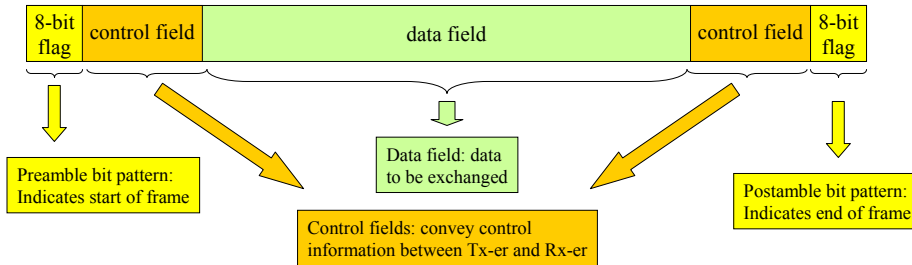 8-bit
flag
control field
data field
control field
8-bit
flag
Data field: data
to be exchanged
Preamble bit pattern:
Indicates start of frame
Postamble bit pattern:
Indicates end of frame
Control fields: convey control
information between Tx-er and Rx-er